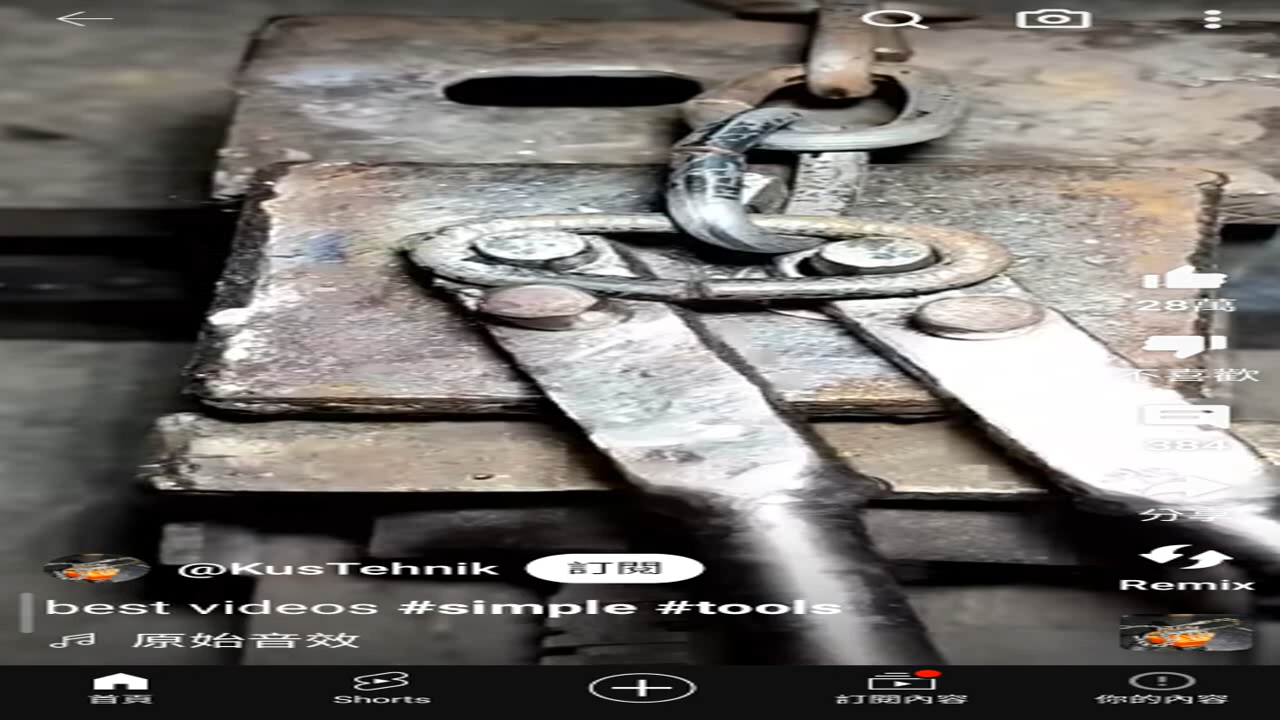 28萬
不喜歡
384
分享
Remix
@KusTehnik 訂閱
best videos #simple #tools
原始音效
首頁 Shorts 訂閱內容 你的內容